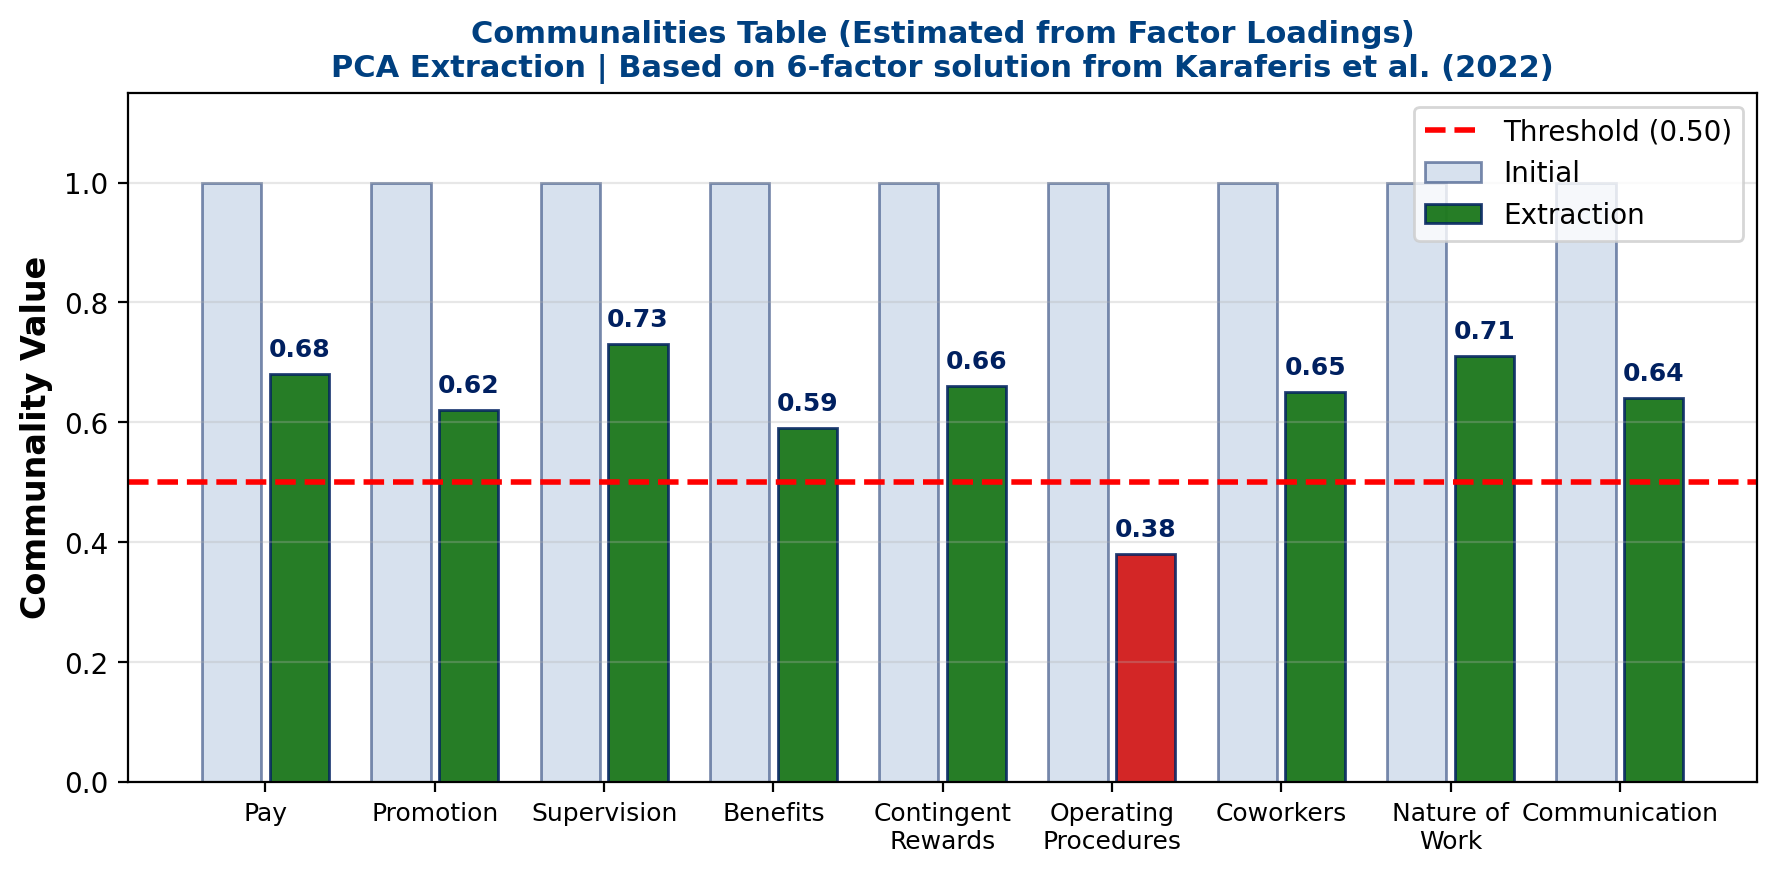 Communalities Table (Estimated from Factor Loadings)
PCA Extraction | Based on 6-factor solution from Karaferis et al. (2022)
Communality Value
1.0
0.8
0.6
0.4
0.2
0.0
Threshold (0.50)
Initial
Extraction
0.68
0.62
0.73
0.59
0.66
0.38
0.65
0.71
0.64
Pay
Promotion
Supervision
Benefits
Contingent
Rewards
Operating
Procedures
Coworkers
Nature of
Work
Communication